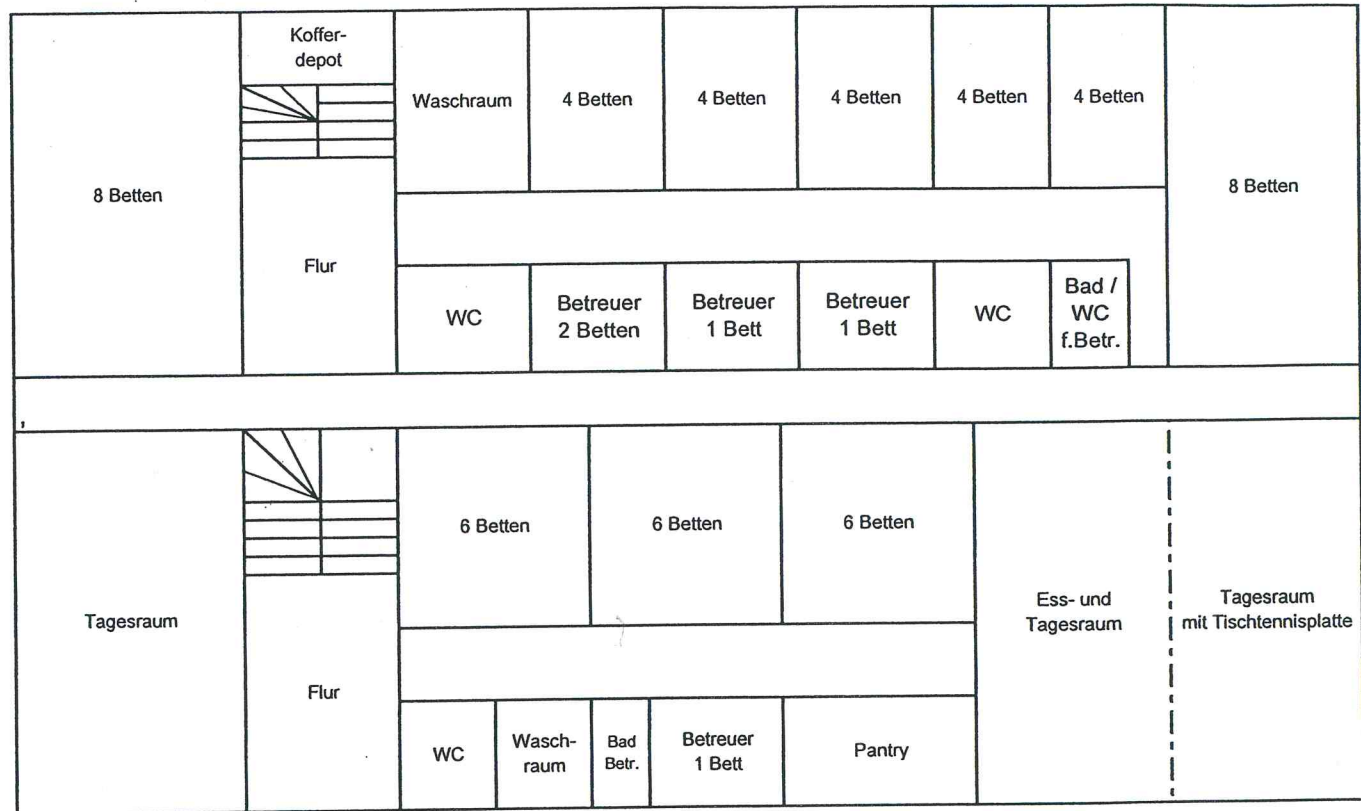 Koffer-
depot
Waschraum
4 Betten
4 Betten
4 Betten
4 Betten
4 Betten
8 Betten
8 Betten
Flur
WC
Betreuer
2 Betten
Betreuer
1 Bett
Betreuer
1 Bett
WC
Bad /
WC
f.Betr.
,
6 Betten
6 Betten
6 Betten
Tagesraum
Ess- und
Tagesraum
Tagesraum
mit Tischtennisplatte
Flur
WC
Wasch-
raum
Bad
Betr.
Betreuer
1 Bett
Pantry